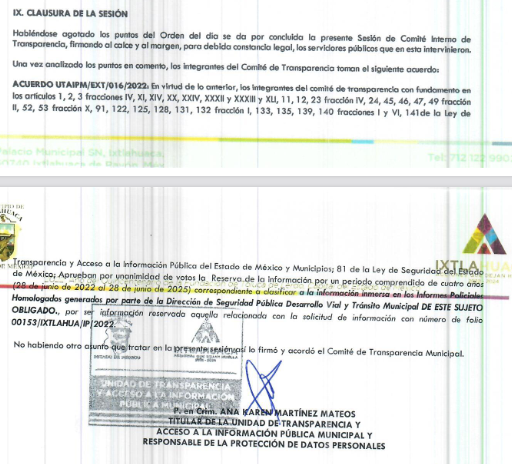 IX. CLAUSURA DE LA SESIÓN
Habiéndose agotado los puntos del Orden del día se da por concluida la presente Sesión de Comité Interno de
Transparencia, firmando al calce y al margen, para debida constancia legal, los servidores públicos que en esta intervinieron.
Una vez analizado los puntos en comento, los integrantes del Comité de Transparencia toman el siguiente acuerdo:
ACUERDO UTAIPM/EXT/016/2022. En virtud de lo anterior, los integrantes del comité de transparencia con fundamento en
los artículos 1, 2, 3 fracciones IV, XI, XIV, XX, XXIV, XXXII y XXXIII y XLI, 11, 12, 23 fracción IV, 24, 45, 46, 47, 49 fracción
II, 52, 53 fracción X, 91, 122, 125, 128, 131, 132 fracción I, 133, 135, 139, 140 fracciones I y VI, 141de la Ley de
Palacio Municipal SN, Ixtlahuaca,
Tel: 712 122 990
IXTLAHUACA
Transparencia y Acceso a la Información Pública del Estado de México y Municipios; 81 de la Ley de Seguridad del Estado
de México; Aprueban por unanimidad de votos la Reserva de la Información por un periodo comprendido de cuatro años
(28 de junio de 2022 al 28 de junio de 2025) correspondiente a clasificar a la información inmersa en los Informes Policiales
Homologados generados por parte de la Dirección de Seguridad Pública Desarrollo Vial y Tránsito Municipal DE ESTE SUJETO
OBLIGADO., por ser información reservada aquella relacionada con la solicitud de información con número de folio
00153/IXTLAHUA/IP/2022.
No habiendo otro asunto que tratar en la presente sesión así lo firmó y acordó el Comité de Transparencia Municipal.
UNIDAD DE TRANSPARENCIA
Y ACCESO A LA INFORMACIÓN
PÚBLICA MUNICIPAL
P. en Crim. ANA KAREN MARTÍNEZ MATEOS
TITULAR DE LA UNIDAD DE TRANSPARENCIA Y
ACCESO A LA INFORMACIÓN PÚBLICA MUNICIPAL Y
RESPONSABLE DE LA PROTECCIÓN DE DATOS PERSONALES